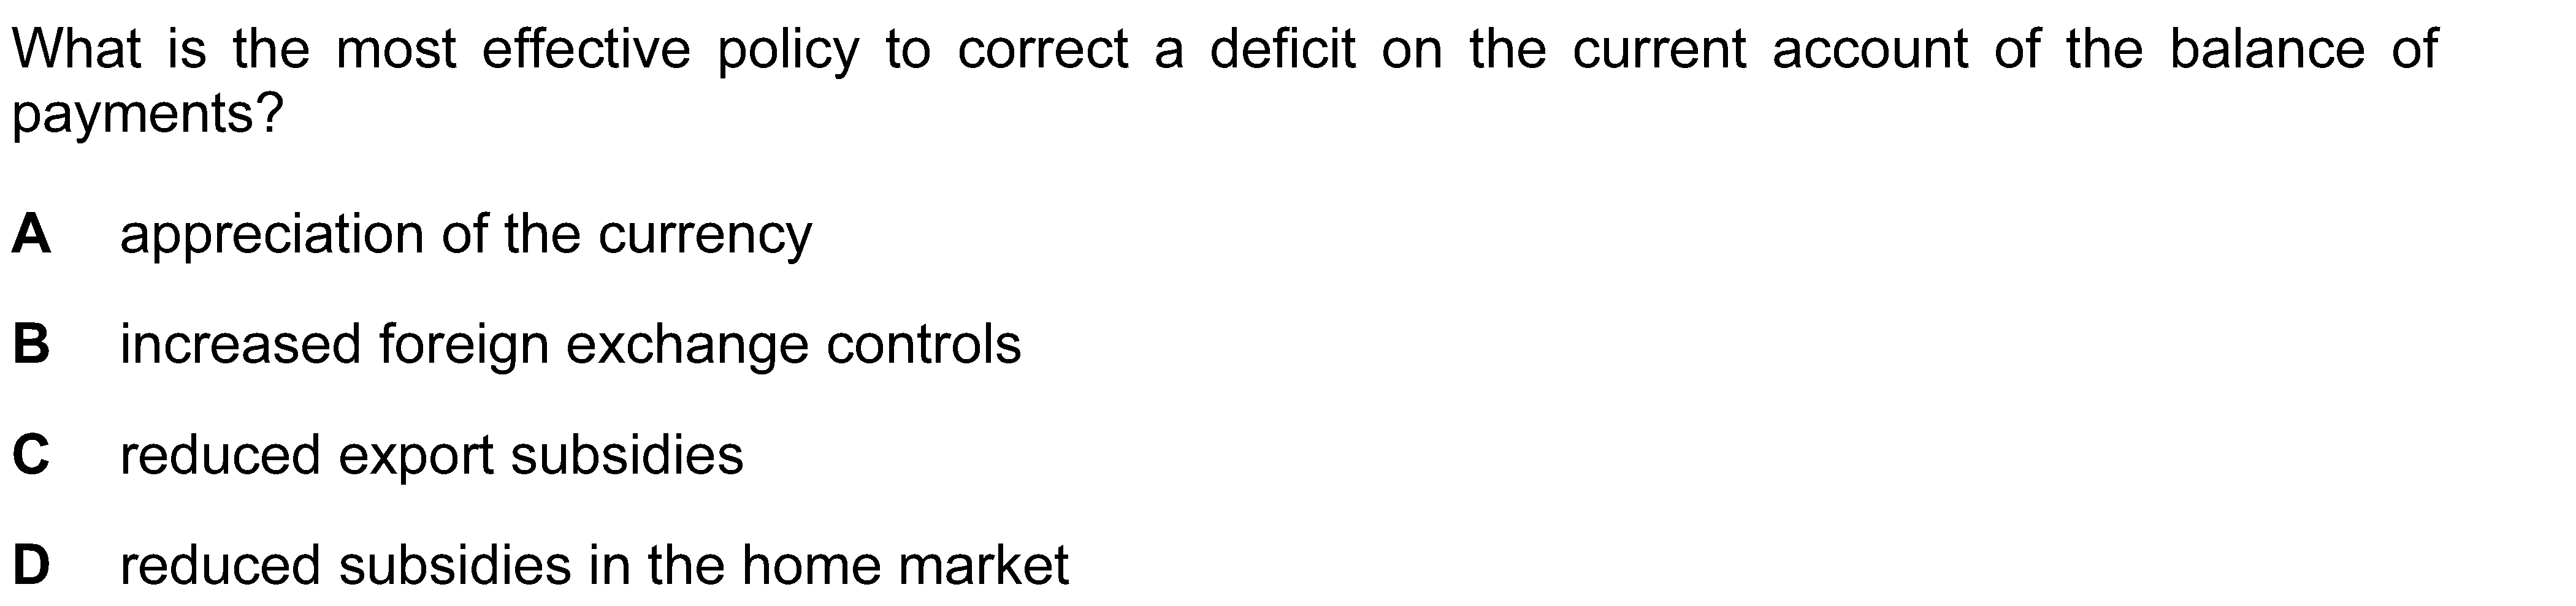 What is the most effective policy to correct a deficit on the current account of the balance of
payments?
A appreciation of the currency
B increased foreign exchange controls
C reduced export subsidies
D reduced subsidies in the home market